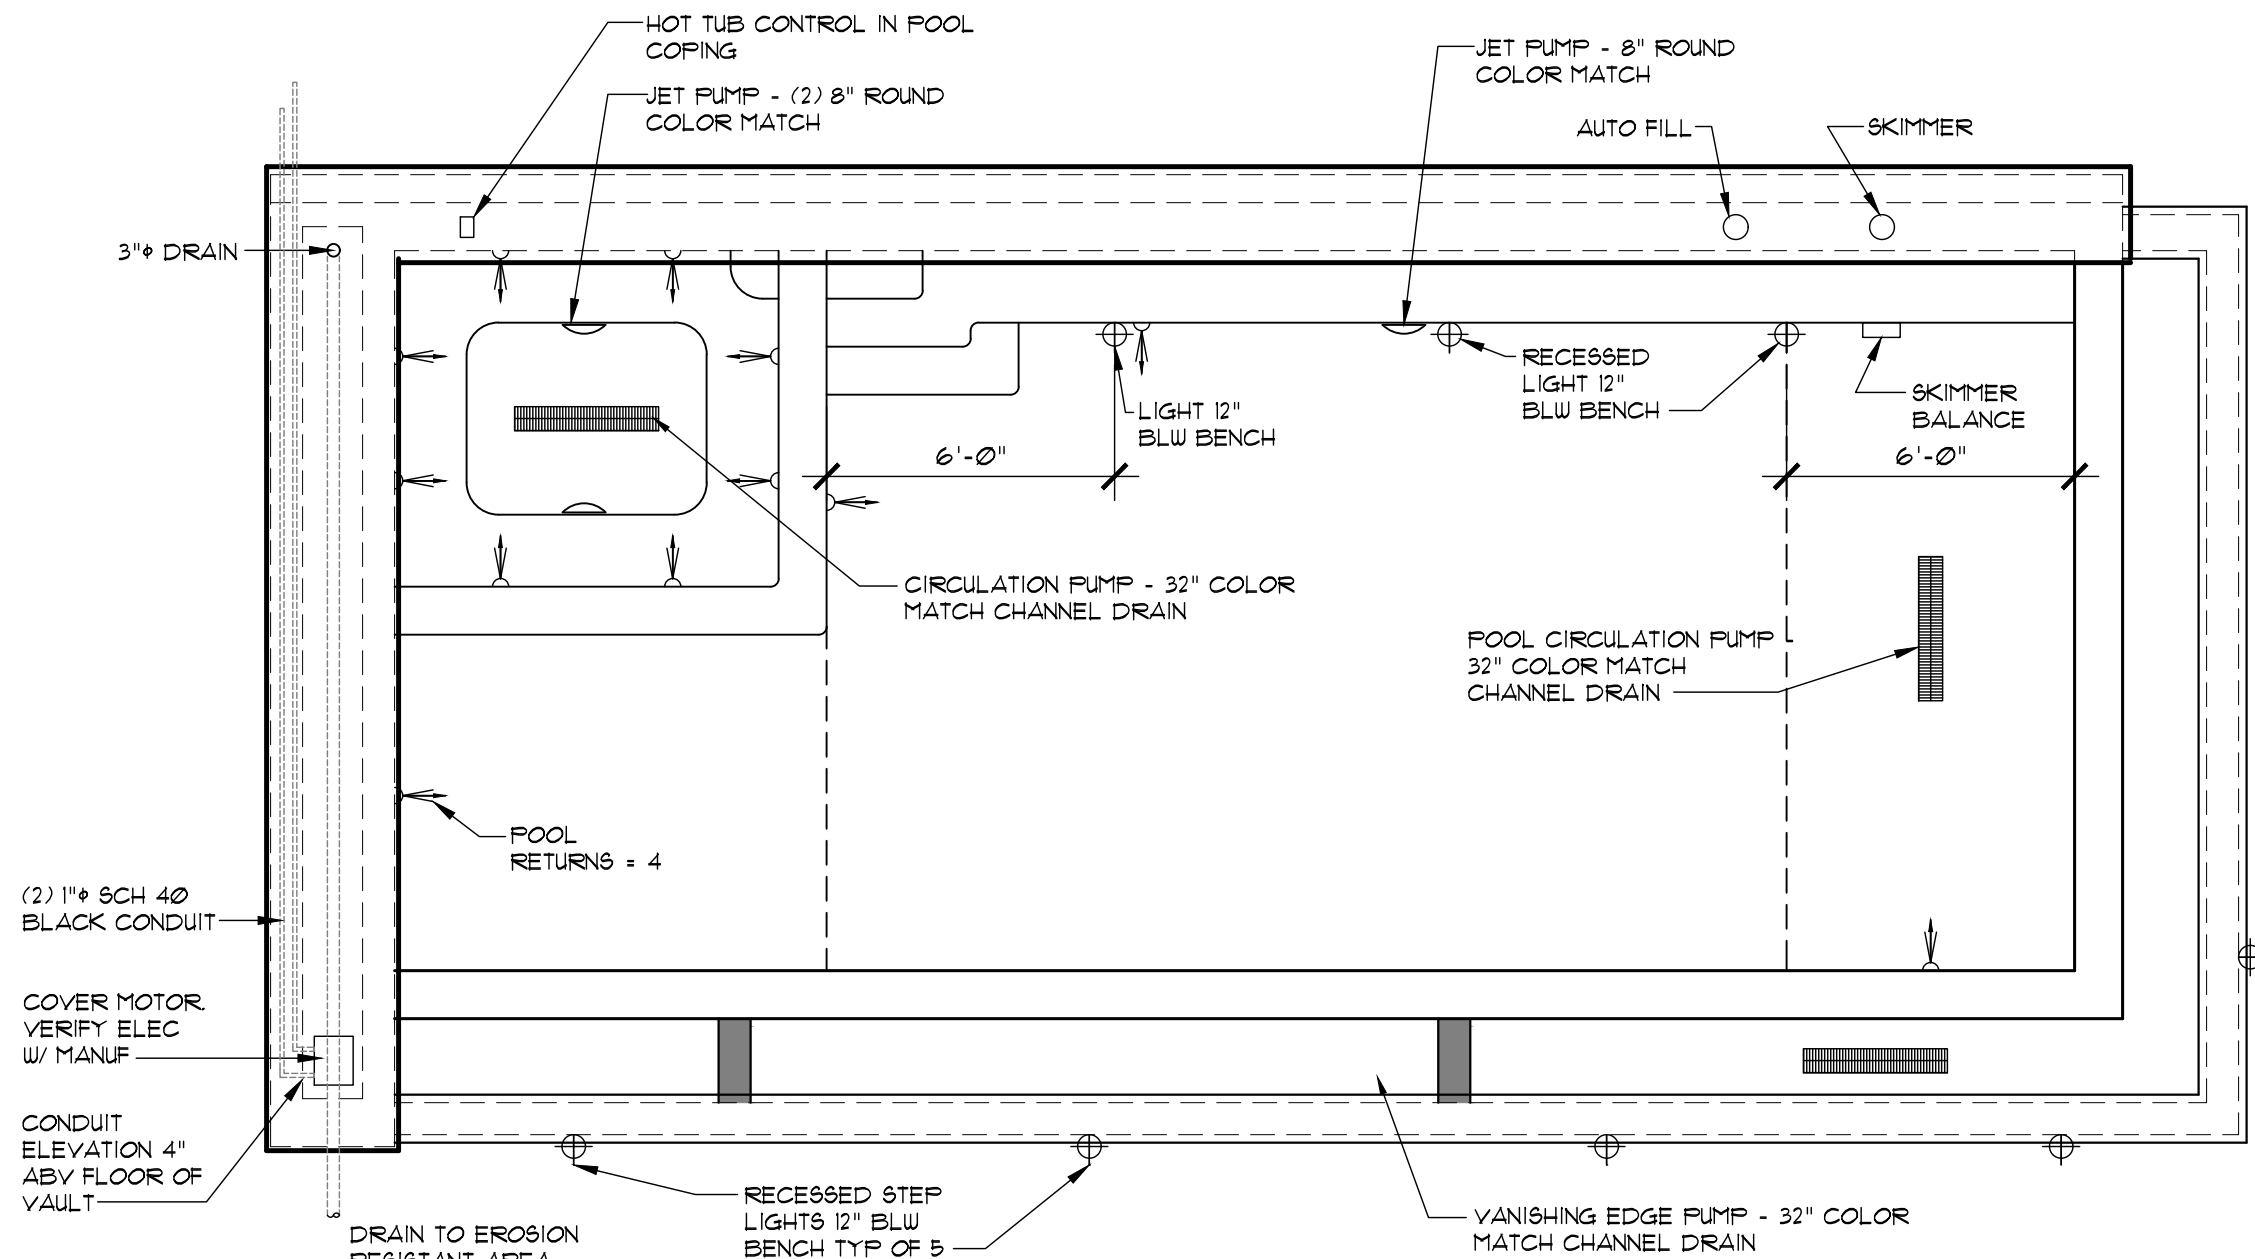 HOT TUB CONTROL IN POOL
COPING
JET PUMP - (2) 8" ROUND
COLOR MATCH
JET PUMP - 8" ROUND
COLOR MATCH
AUTO FILL
SKIMMER
3"ϕ DRAIN
RECESSED
LIGHT 12"
BLW BENCH
SKIMMER
BALANCE
LIGHT 12"
BLW BENCH
6'-0"
6'-0"
CIRCULATION PUMP - 32" COLOR
MATCH CHANNEL DRAIN
POOL CIRCULATION PUMP -
32" COLOR MATCH
CHANNEL DRAIN
POOL
RETURNS = 4
(2) 1"ϕ SCH 40
BLACK CONDUIT
COVER MOTOR.
VERIFY ELEC
W/ MANUF
CONDUIT
ELEVATION 4"
ABV FLOOR OF
VAULT
DRAIN TO EROSION
RESISTANT AREA
RECESSED STEP
LIGHTS 12" BLW
BENCH TYP OF 5
VANISHING EDGE PUMP - 32" COLOR
MATCH CHANNEL DRAIN